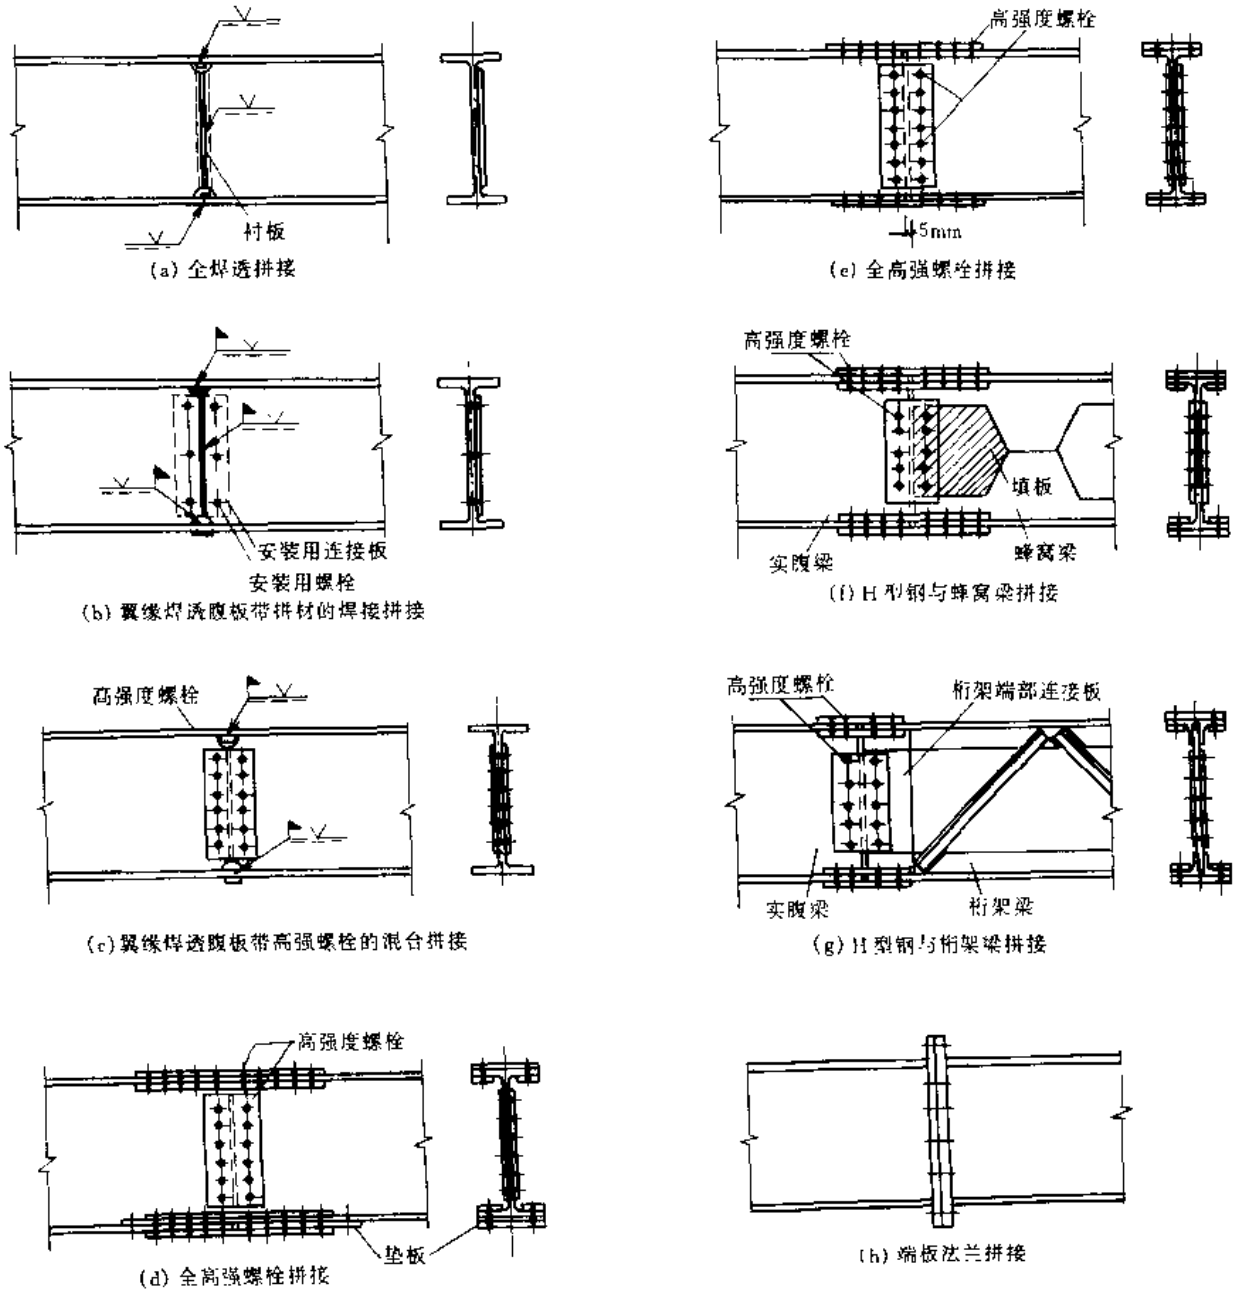 衬板
(a) 全焊透拼接
安装用连接板
安装用螺栓
(b) 翼缘焊透腹板带拼材的焊接拼接
高强度螺栓
(c) 翼缘焊透腹板带高强螺栓的混合拼接
高强度螺栓
垫板
(d) 全高强螺栓拼接
高强度螺栓
5mm
(e) 全高强螺栓拼接
高强度螺栓
填板
实腹梁
蜂窝梁
(f) H型钢与蜂窝梁拼接
高强度螺栓
桁架端部连接板
实腹梁
桁架梁
(g) H型钢与桁架梁拼接
(h) 端板法兰拼接